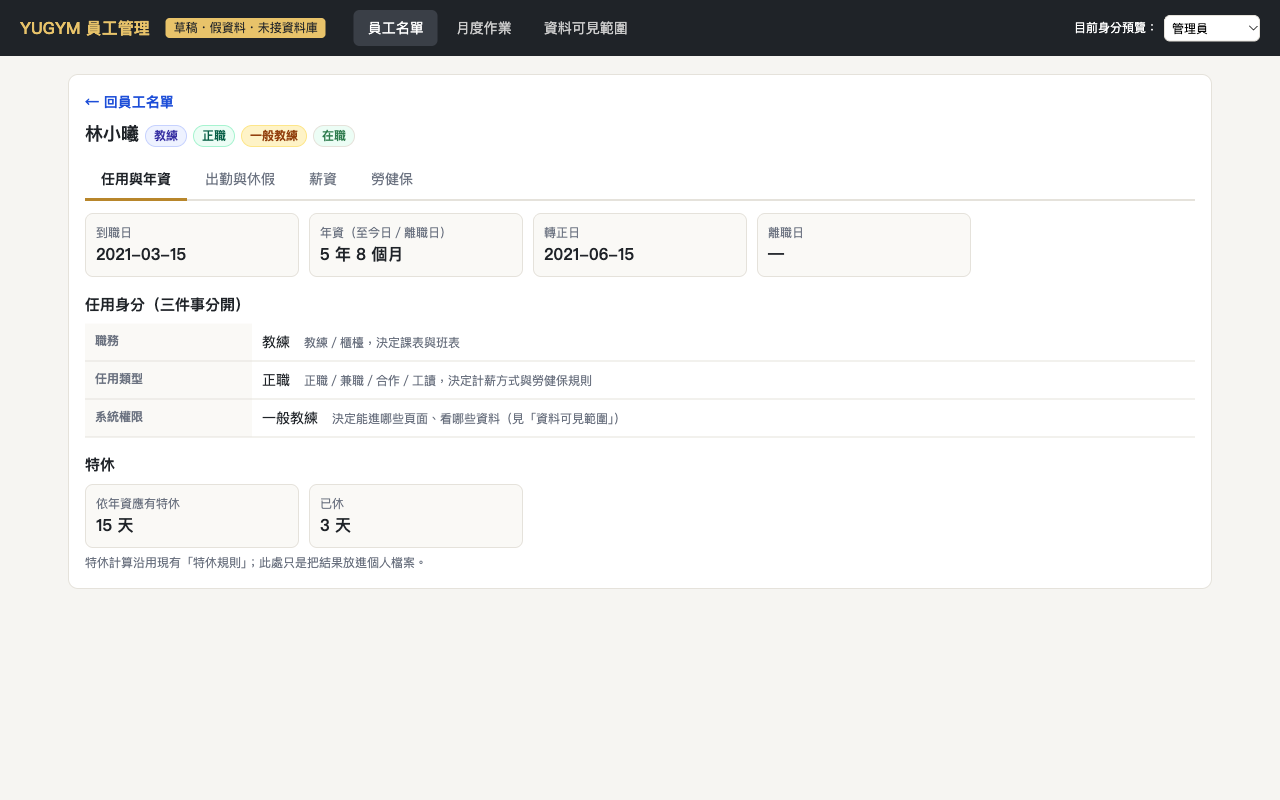 YUGYM 員工管理 草稿・假資料・未接資料庫 員工名單 月度作業 資料可見範圍 目前身分預覽： 管理員
← 回員工名單
林小曦 教練 正職 一般教練 在職
任用與年資 出勤與休假 薪資 勞健保
到職日 年資（至今日 / 離職日） 轉正日 離職日
2021-03-15 5 年 8 個月 2021-06-15 —
任用身分（三件事分開）
職務 教練 教練 / 櫃檯，決定課表與班表
任用類型 正職 正職 / 兼職 / 合作 / 工讀，決定計薪方式與勞健保規則
系統權限 一般教練 決定能進哪些頁面、看哪些資料（見「資料可見範圍」）
特休
依年資應有特休 已休
15 天 3 天
特休計算沿用現有「特休規則」；此處只是把結果放進個人檔案。